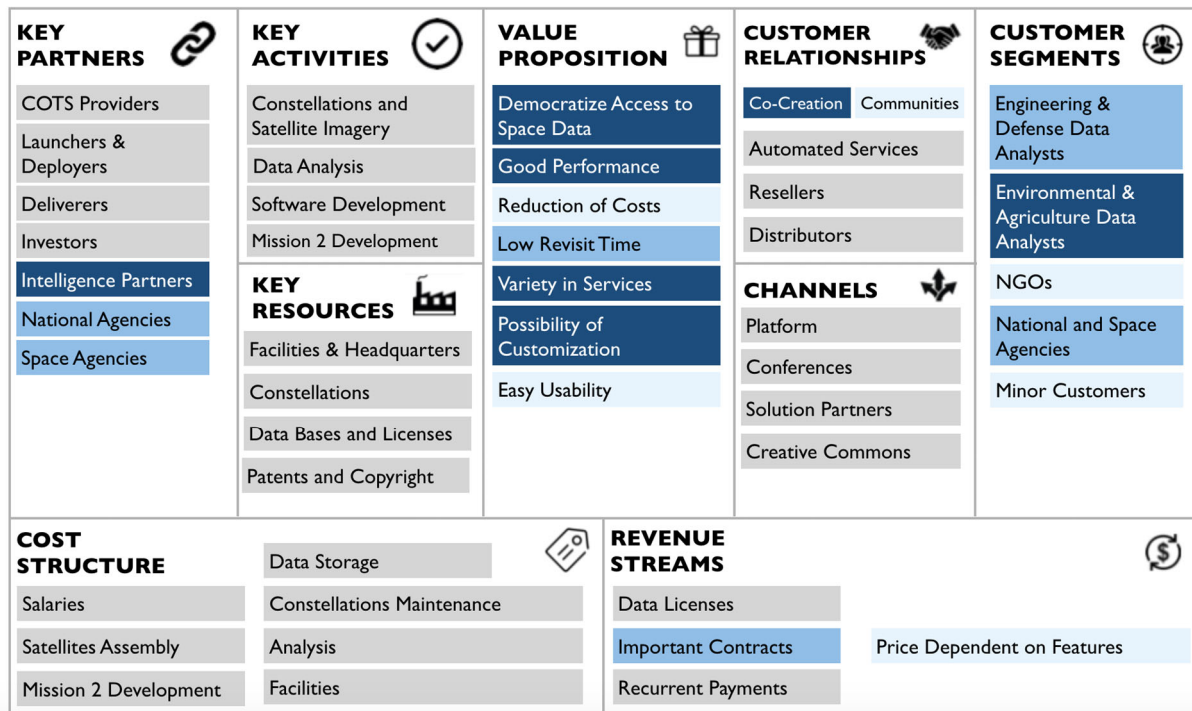 KEY
PARTNERS
COTS Providers
Launchers &
Deployers
Deliverers
Investors
Intelligence Partners
National Agencies
Space Agencies
KEY
ACTIVITIES
Constellations and
Satellite Imagery
Data Analysis
Software Development
Mission 2 Development
KEY
RESOURCES
Facilities & Headquarters
Constellations
Data Bases and Licenses
Patents and Copyright
VALUE
PROPOSITION
Democratize Access to
Space Data
Good Performance
Reduction of Costs
Low Revisit Time
Variety in Services
Possibility of
Customization
Easy Usability
CUSTOMER
RELATIONSHIPS
Co-Creation
Communities
Automated Services
Resellers
Distributors
CHANNELS
Platform
Conferences
Solution Partners
Creative Commons
CUSTOMER
SEGMENTS
Engineering &
Defense Data
Analysts
Environmental &
Agriculture Data
Analysts
NGOs
National and Space
Agencies
Minor Customers
COST
STRUCTURE
Salaries
Satellites Assembly
Mission 2 Development
Data Storage
Constellations Maintenance
Analysis
Facilities
REVENUE
STREAMS
$
Data Licenses
Important Contracts
Recurrent Payments
Price Dependent on Features